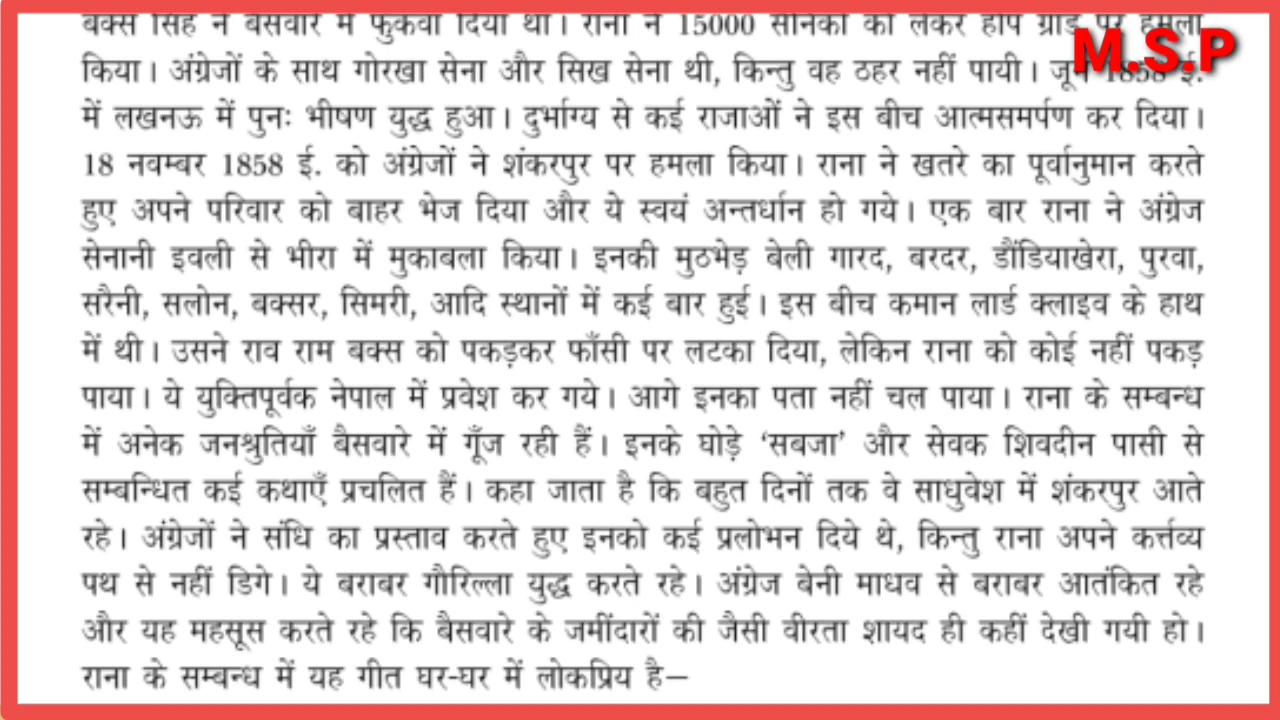 बक्स सिंह ने बैसवारे में फुंकवा दिया था। राना ने 15000 सैनिकों को लेकर होप ग्राड पर हमला
M.S.P
किया। अंग्रेजों के साथ गोरखा सेना और सिख सेना थी, किन्तु वह ठहर नहीं पायी। जून 1858 ई.
में लखनऊ में पुनः भीषण युद्ध हुआ। दुर्भाग्य से कई राजाओं ने इस बीच आत्मसमर्पण कर दिया।
18 नवम्बर 1858 ई. को अंग्रेजों ने शंकरपुर पर हमला किया। राना ने खतरे का पूर्वानुमान करते
हुए अपने परिवार को बाहर भेज दिया और ये स्वयं अन्तर्धान हो गये। एक बार राना ने अंग्रेज
सेनानी इवली से भीरा में मुकाबला किया। इनकी मुठभेड़ बेली गारद, बरदर, डौंडियाखेरा, पुरवा,
सरैनी, सलोन, बक्सर, सिमरी, आदि स्थानों में कई बार हुई। इस बीच कमान लार्ड क्लाइव के हाथ
में थी। उसने राव राम बक्स को पकड़कर फाँसी पर लटका दिया, लेकिन राना को कोई नहीं पकड़
पाया। ये युक्तिपूर्वक नेपाल में प्रवेश कर गये। आगे इनका पता नहीं चल पाया। राना के सम्बन्ध
में अनेक जनश्रुतियाँ बैसवारे में गूँज रही हैं। इनके घोड़े ‘सबजा’ और सेवक शिवदीन पासी से
सम्बन्धित कई कथाएँ प्रचलित हैं। कहा जाता है कि बहुत दिनों तक वे साधुवेश में शंकरपुर आते
रहे। अंग्रेजों ने संधि का प्रस्ताव करते हुए इनको कई प्रलोभन दिये थे, किन्तु राना अपने कर्त्तव्य
पथ से नहीं डिगे। ये बराबर गौरिल्ला युद्ध करते रहे। अंग्रेज बेनी माधव से बराबर आतंकित रहे
और यह महसूस करते रहे कि बैसवारे के जमींदारों की जैसी वीरता शायद ही कहीं देखी गयी हो।
राना के सम्बन्ध में यह गीत घर-घर में लोकप्रिय है—